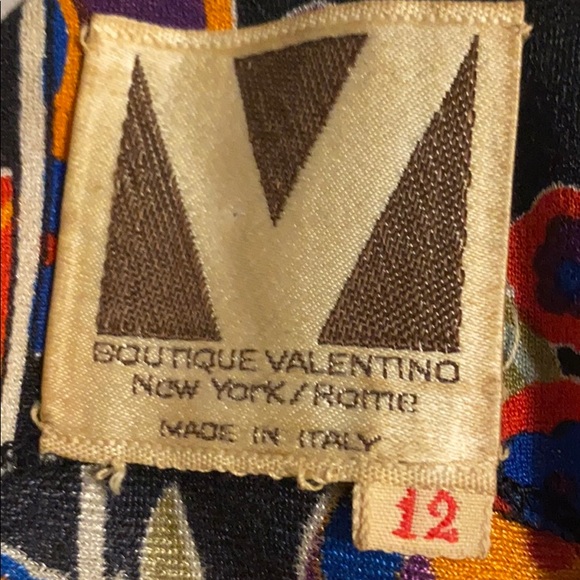 V
BOUTIQUE VALENTINO
New York/Rome
MADE IN ITALY
12